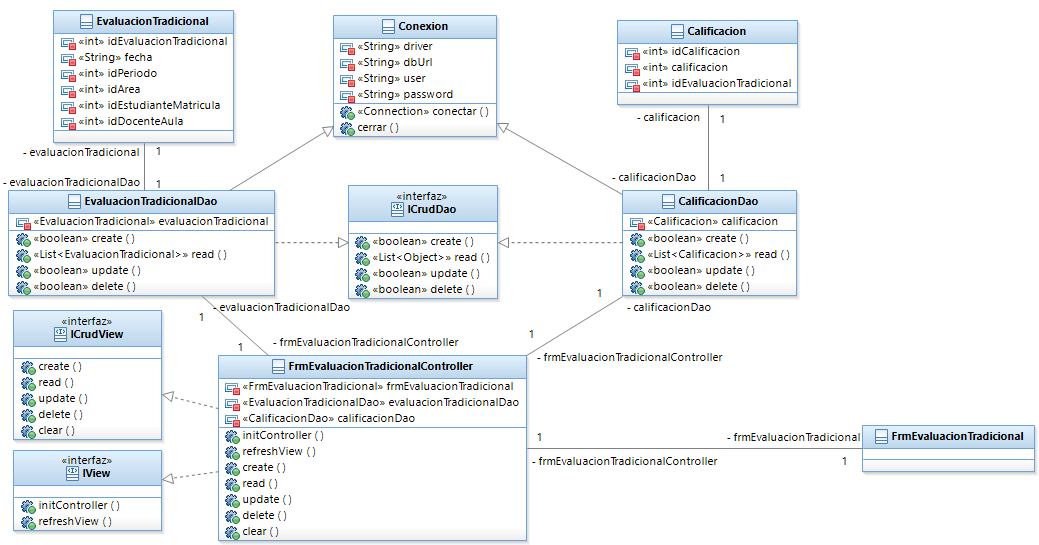 EvaluacionTradicional
«int» idEvaluacionTradicional
«String» fecha
«int» idPeriodo
«int» idArea
«int» idEstudianteMatricula
«int» idDocenteAula
Conexion
«String» driver
«String» dbUrl
«String» user
«String» password
«Connection» conectar ( )
cerrar ( )
Calificacion
«int» idCalificacion
«int» calificacion
«int» idEvaluacionTradicional
- evaluacionTradicional
1
- evaluacionTradicionalDao
1
- calificacion
1
- calificacionDao
1
EvaluacionTradicionalDao
«EvaluacionTradicional» evaluacionTradicional
«boolean» create ( )
«List<EvaluacionTradicional>» read ( )
«boolean» update ( )
«boolean» delete ( )
«interfaz»
ICrudDao
«boolean» create ( )
«List<Object>» read ( )
«boolean» update ( )
«boolean» delete ( )
CalificacionDao
«Calificacion» calificacion
«boolean» create ( )
«List<Calificacion>» read ( )
«boolean» update ( )
«boolean» delete ( )
- evaluacionTradicionalDao
1
- frmEvaluacionTradicionalController
1
1
- calificacionDao
1
- frmEvaluacionTradicionalController
«interfaz»
ICrudView
create ( )
read ( )
update ( )
delete ( )
clear ( )
«interfaz»
IView
initController ( )
refreshView ( )
FrmEvaluacionTradicionalController
«FrmEvaluacionTradicional» frmEvaluacionTradicional
«EvaluacionTradicionalDao» evaluacionTradicionalDao
«CalificacionDao» calificacionDao
initController ( )
refreshView ( )
create ( )
read ( )
update ( )
delete ( )
clear ( )
1
- frmEvaluacionTradicional
- frmEvaluacionTradicionalController
1
FrmEvaluacionTradicional